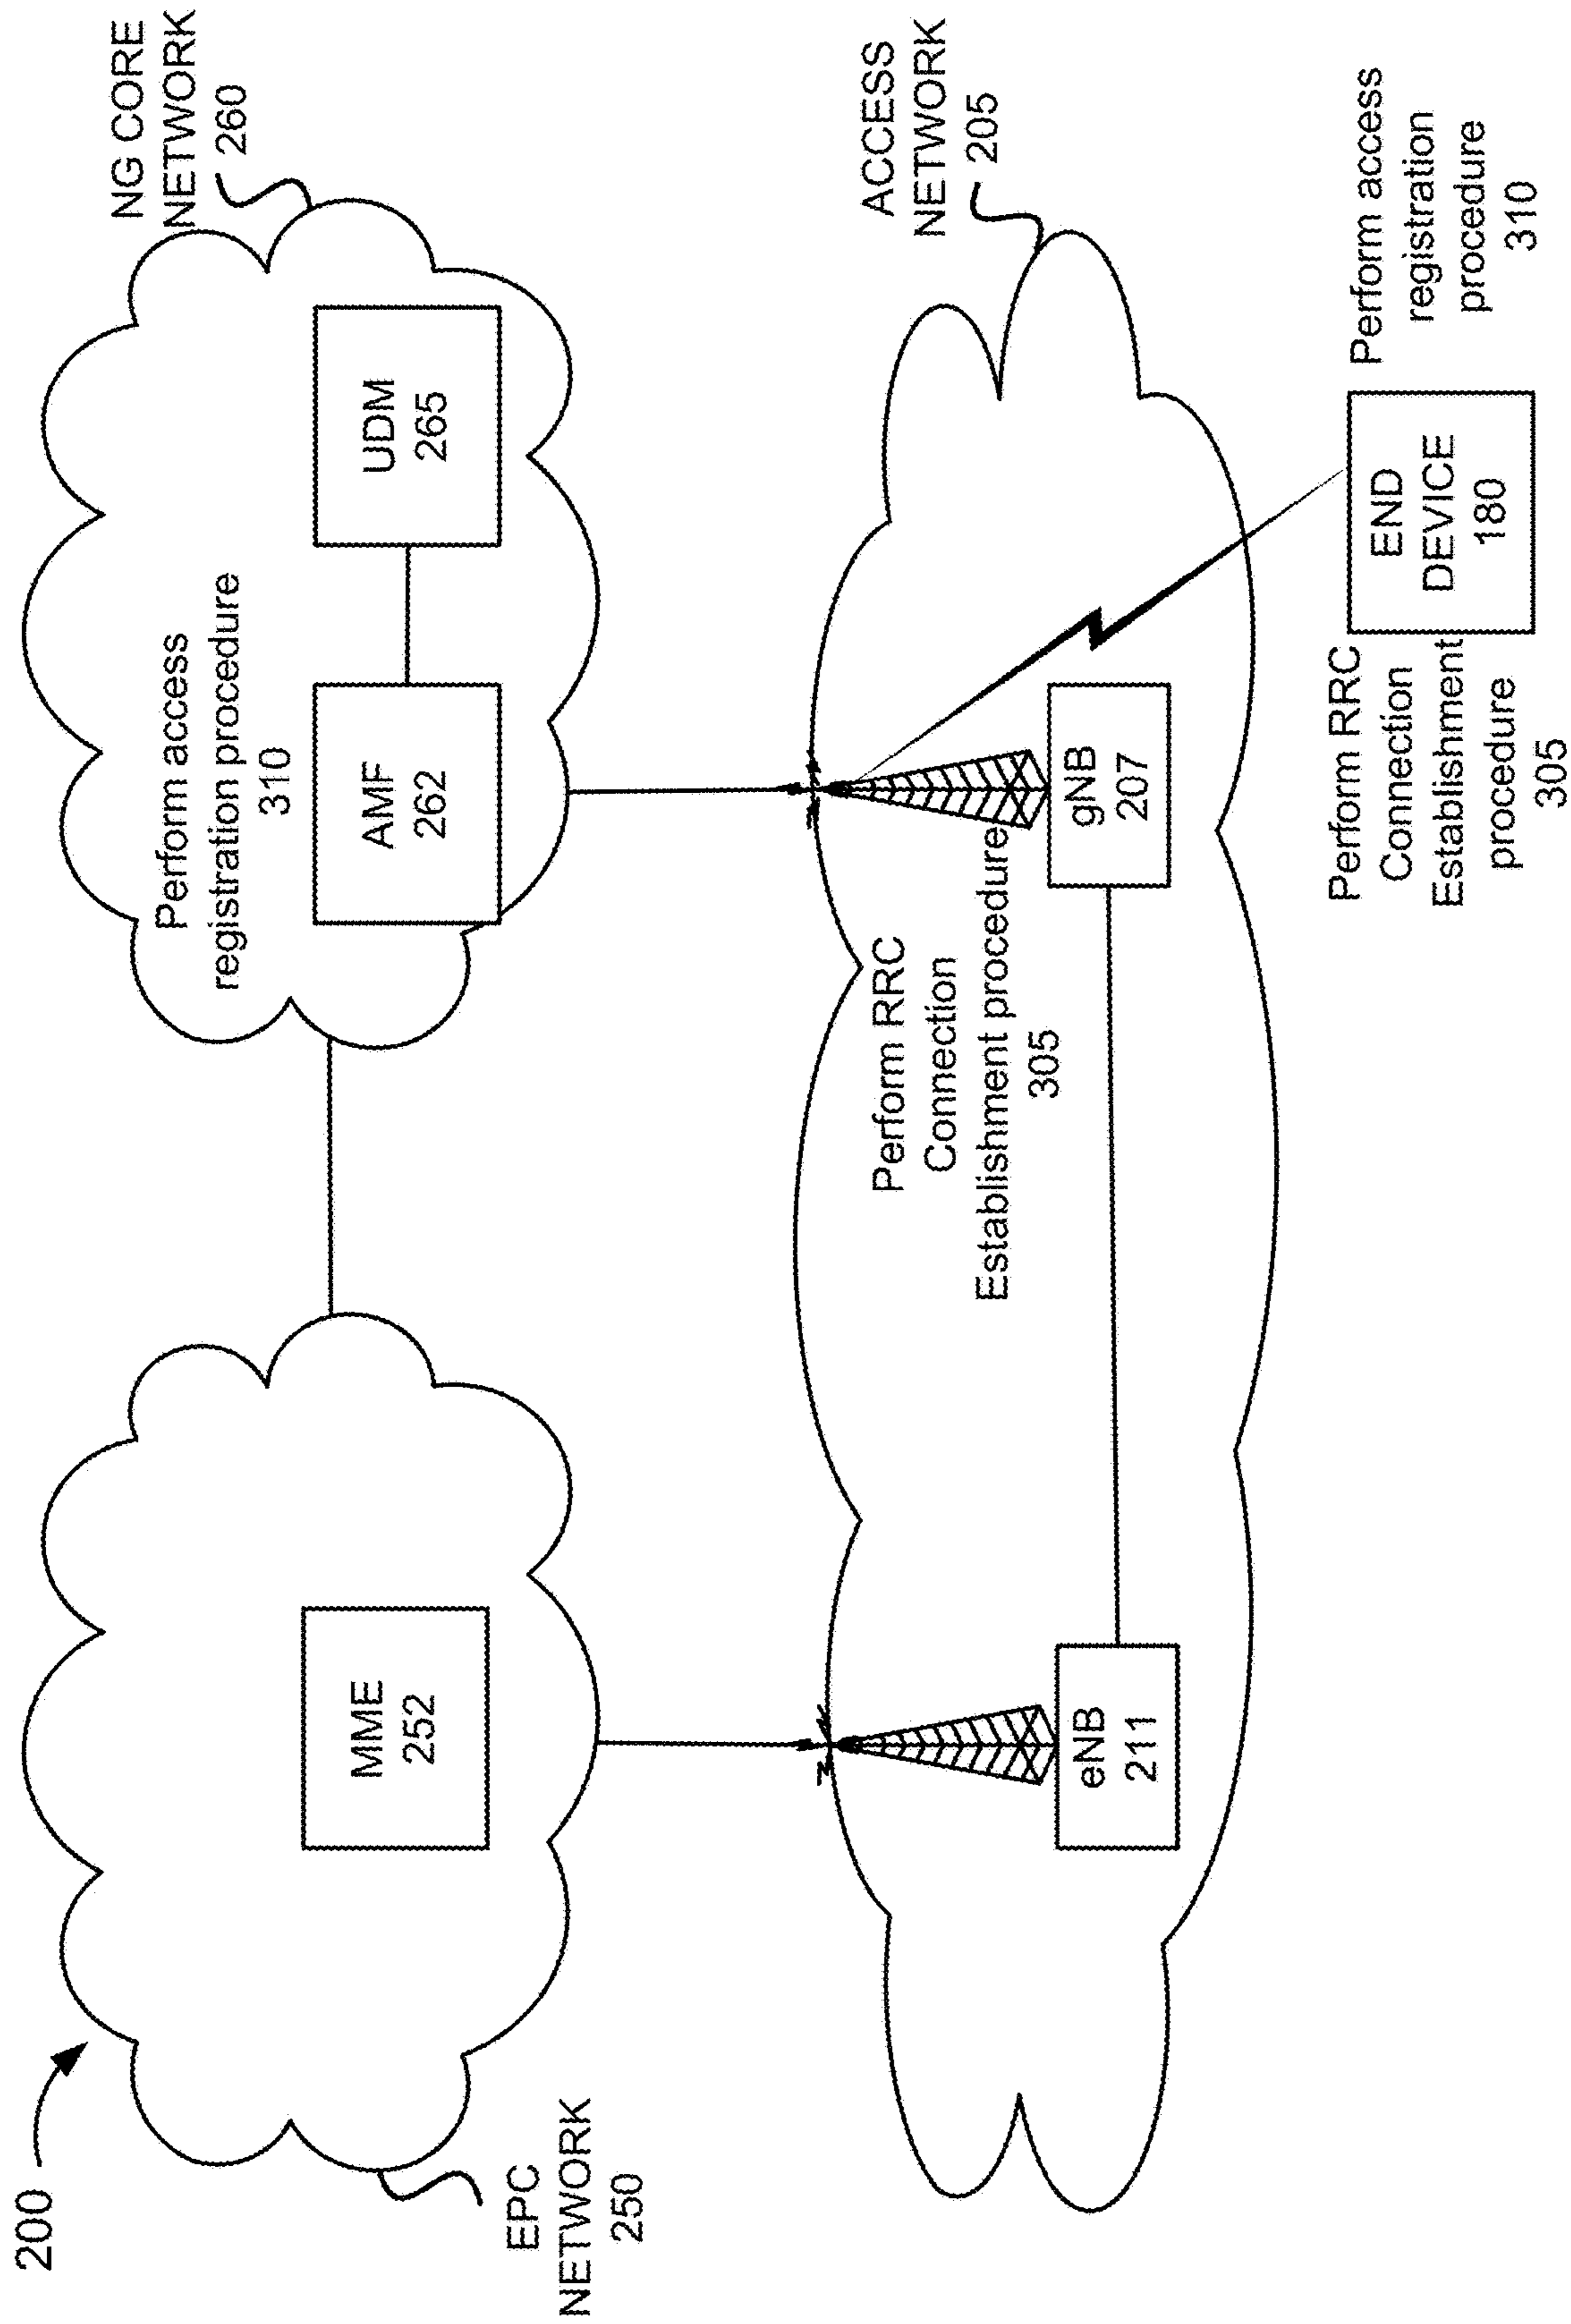 200
EPC
NETWORK
250
MME
252
NG CORE
NETWORK
260
Perform access
registration procedure
310
AMF
262
UDM
265
ACCESS
NETWORK
205
eNB
211
Perform RRC
Connection
Establishment procedure
305
gNB
207
Perform RRC
Connection
Establishment
procedure
305
END
DEVICE
180
Perform access
registration
procedure
310